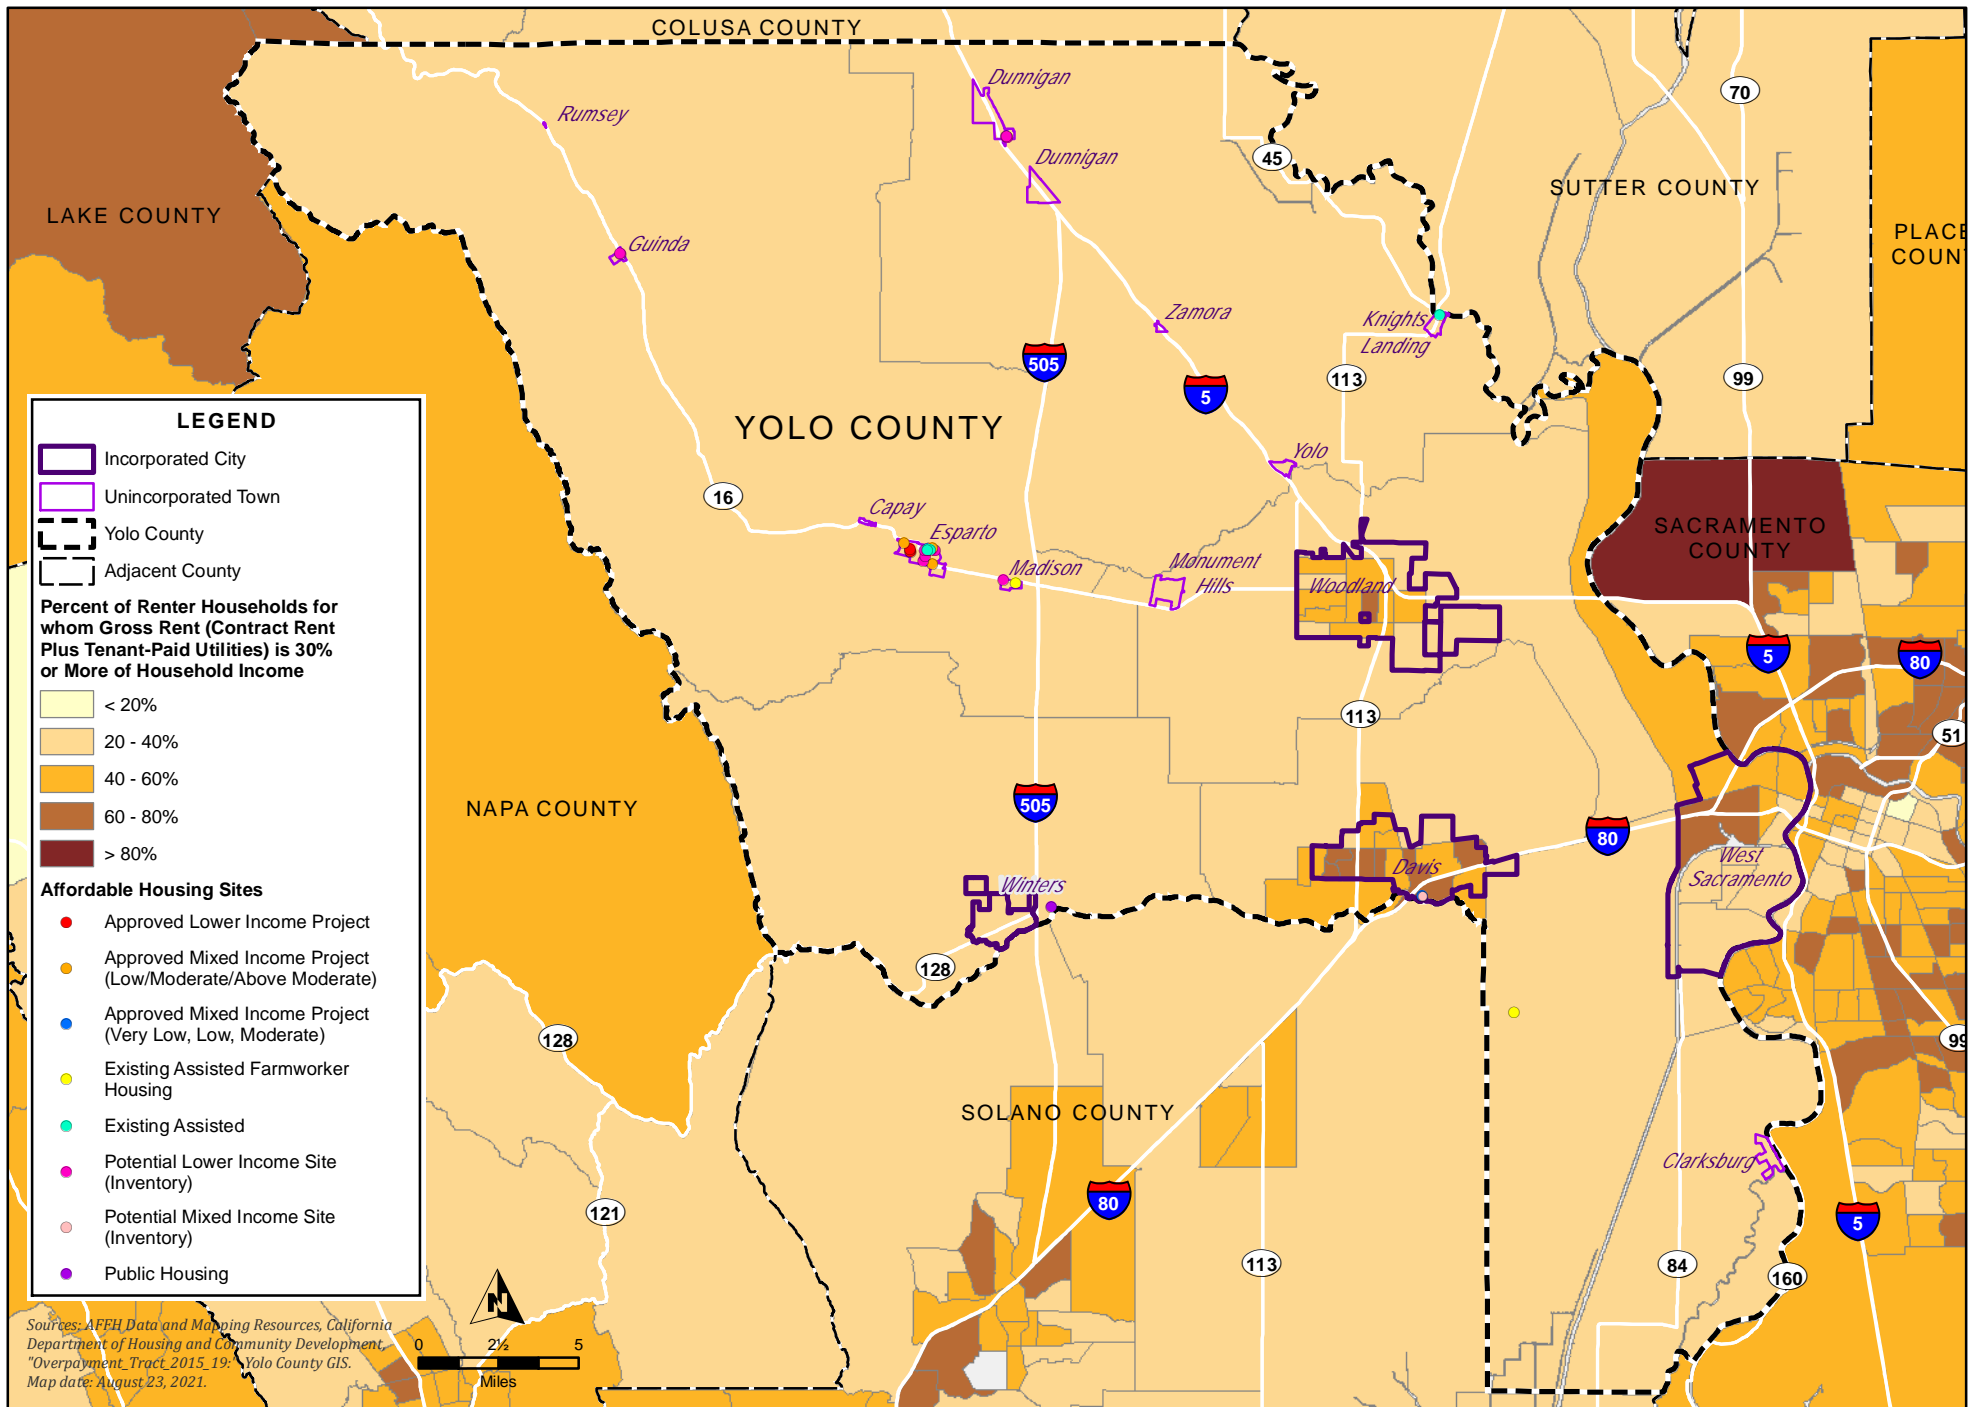 COLUSA COUNTY
Dunnigan
70
Rumsey
Dunnigan
45
SUTTER COUNTY
LAKE COUNTY
PLACE
COUN
Guinda
Zamora
Knights
Landing
505
5
113
99
YOLO COUNTY
Yolo
16
Capay
Esparto
Madison
Monument
Hills
Woodland
SACRAMENTO
COUNTY
5
80
113
51
505
NAPA COUNTY
80
Davis
West
Sacramento
Winters
128
128
99
SOLANO COUNTY
Clarksburg
80
121
5
113
84
160
LEGEND
Incorporated City
Unincorporated Town
Yolo County
Adjacent County
Percent of Renter Households for
whom Gross Rent (Contract Rent
Plus Tenant-Paid Utilities) is 30%
or More of Household Income
< 20%
20 - 40%
40 - 60%
60 - 80%
> 80%
Affordable Housing Sites
Approved Lower Income Project
Approved Mixed Income Project
(Low/Moderate/Above Moderate)
Approved Mixed Income Project
(Very Low, Low, Moderate)
Existing Assisted Farmworker
Housing
Existing Assisted
Potential Lower Income Site
(Inventory)
Potential Mixed Income Site
(Inventory)
Public Housing
N
0 2½ 5
Miles
Sources: AFFH Data and Mapping Resources, California
Department of Housing and Community Development,
"Overpayment_Tract_2015_19:" Yolo County GIS.
Map date: August 23, 2021.